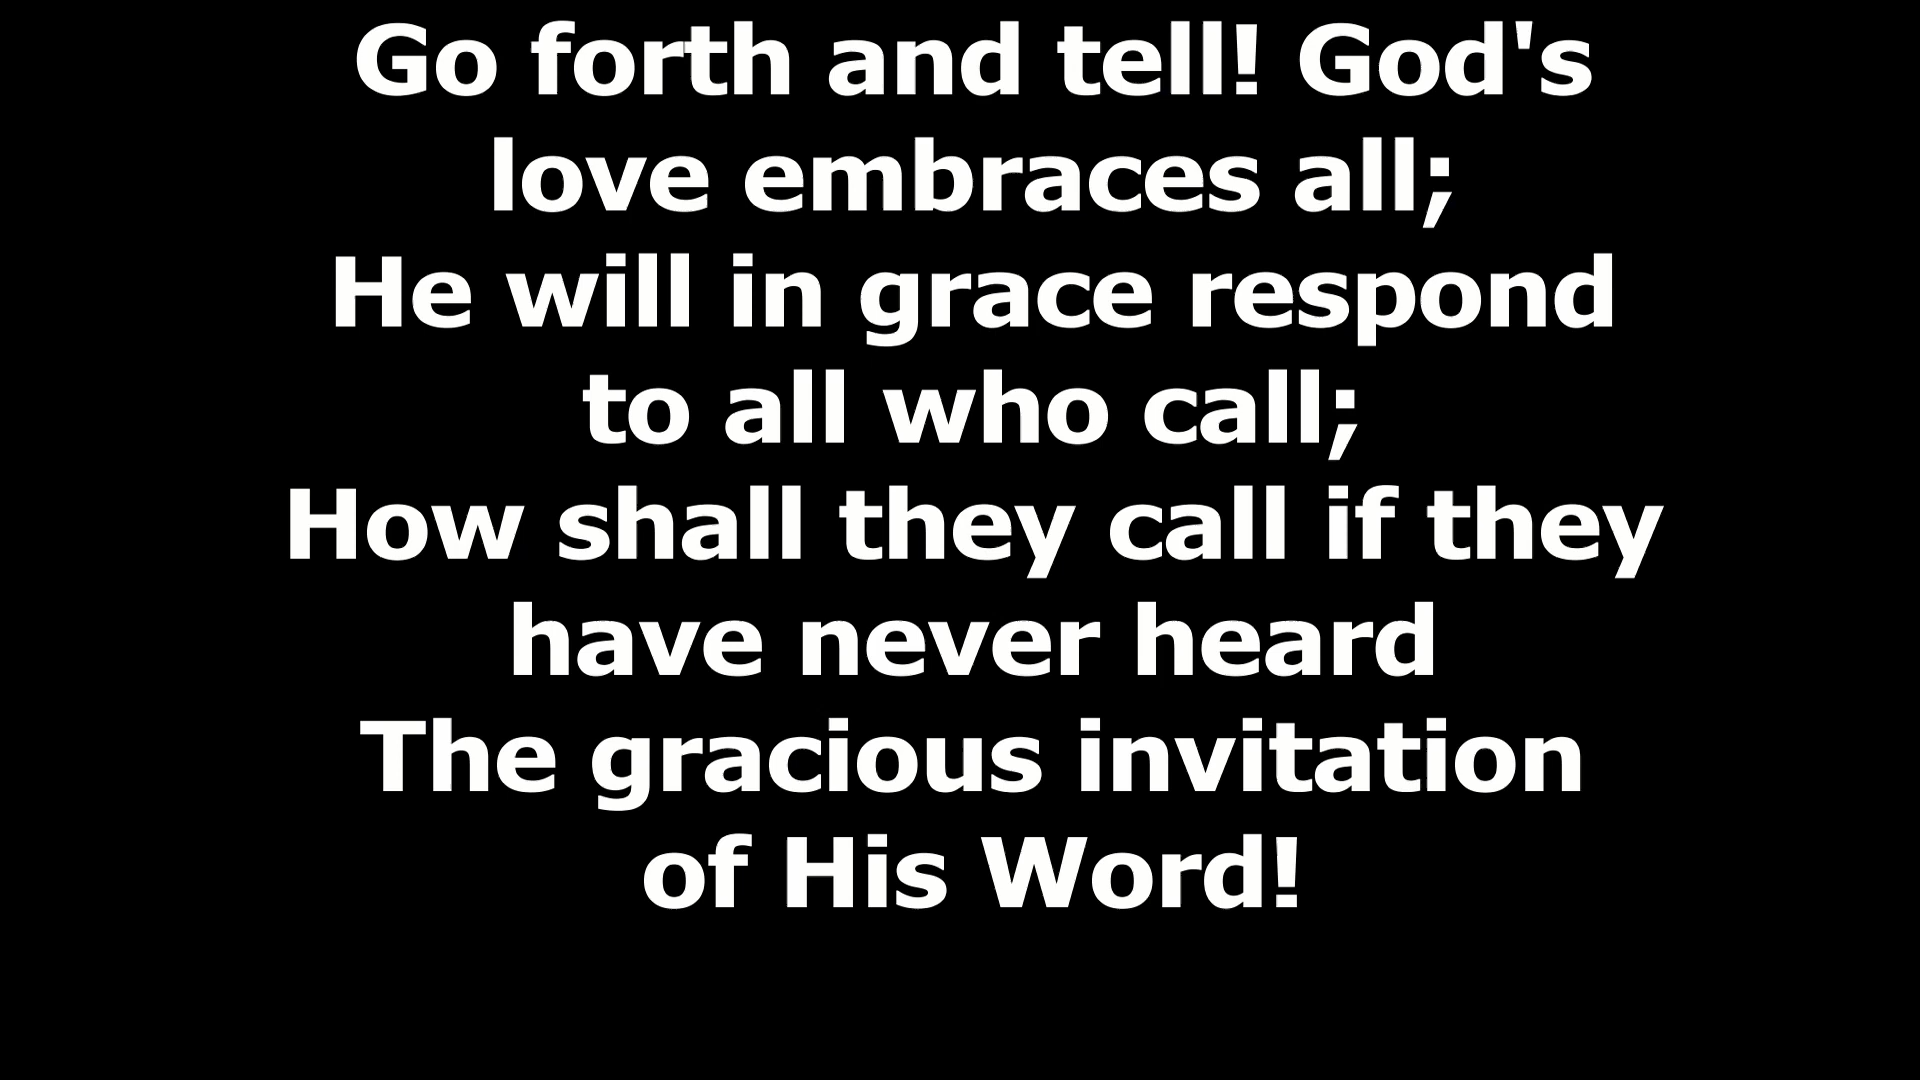 Go forth and tell! God's
love embraces all;
He will in grace respond
to all who call;
How shall they call if they
have never heard
The gracious invitation
of His Word!